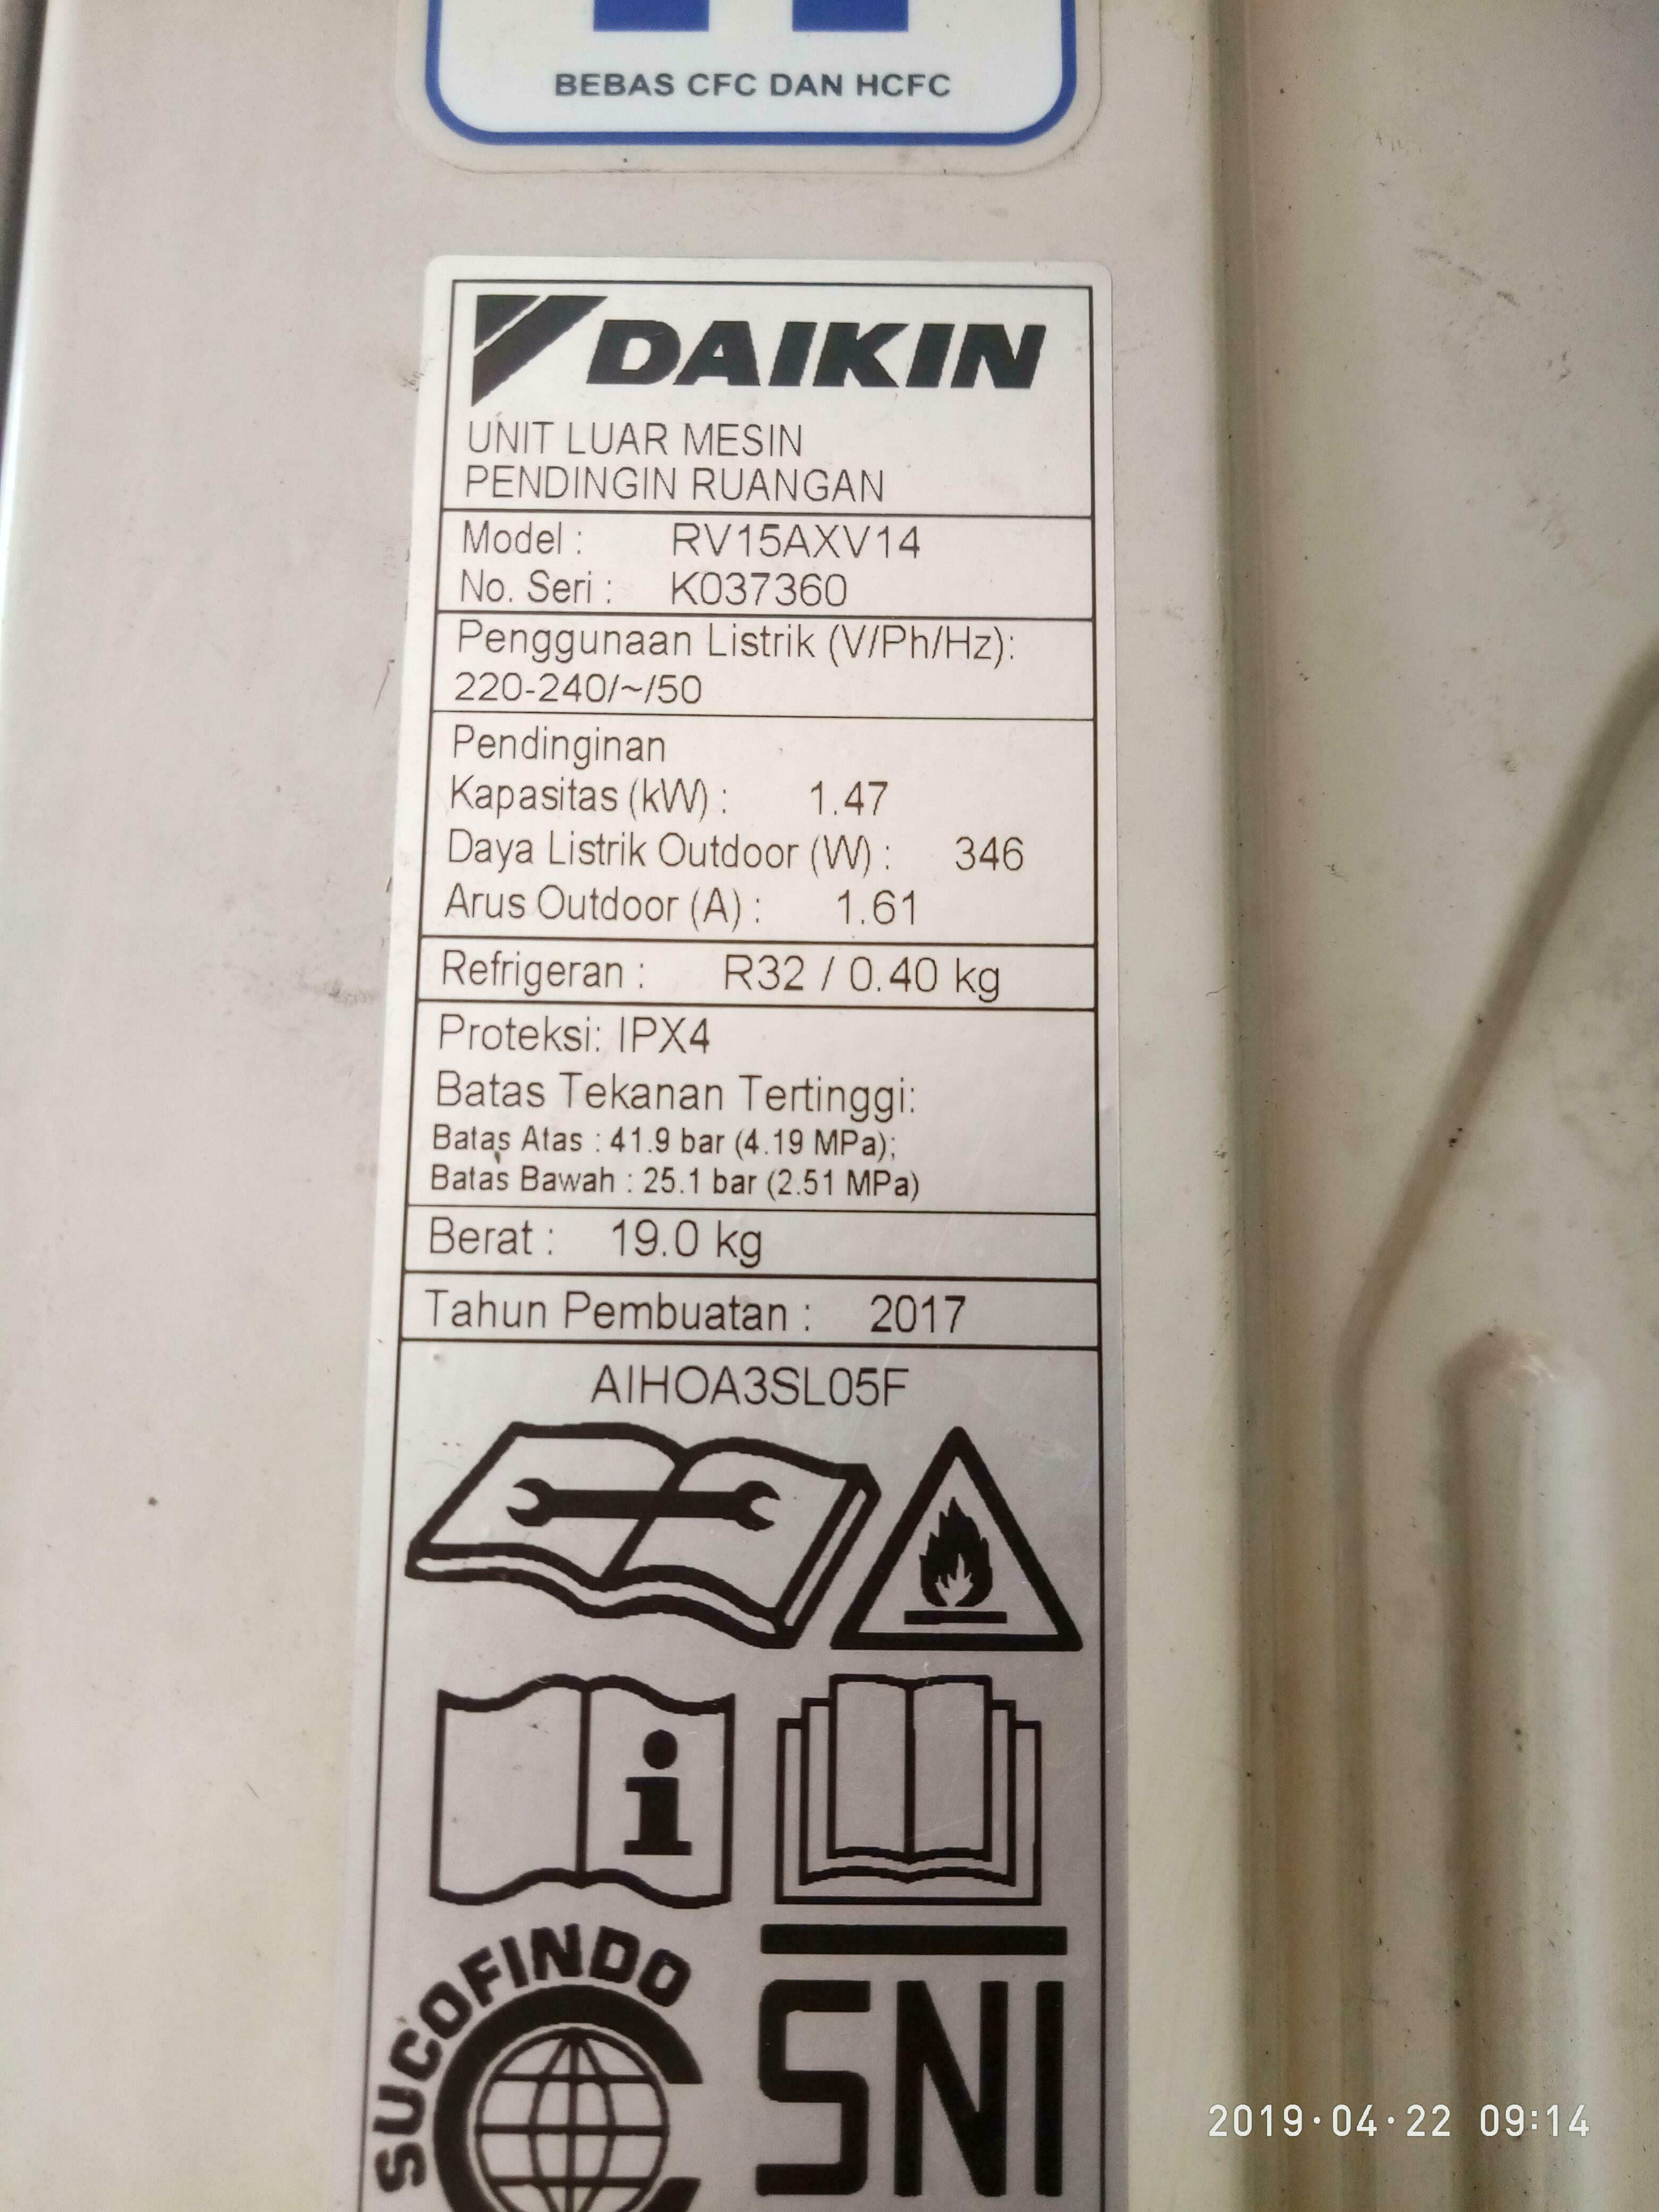 BEBAS CFC DAN HCFC
DAIKIN
UNIT LUAR MESIN
PENDINGIN RUANGAN
Model : RV15AXV14
No. Seri : K037360
Penggunaan Listrik (V/Ph/Hz):
220-240/~/50
Pendinginan
Kapasitas (kW) : 1.47
Daya Listrik Outdoor (W) : 346
Arus Outdoor (A) : 1.61
Refrigeran : R32 / 0.40 kg
Proteksi: IPX4
Batas Tekanan Tertinggi:
Batas Atas : 41.9 bar (4.19 MPa);
Batas Bawah : 25.1 bar (2.51 MPa)
Berat : 19.0 kg
Tahun Pembuatan : 2017
AIHOA3SL05F
i
SUCOFINDO
SNI
2019·04·22 09:14